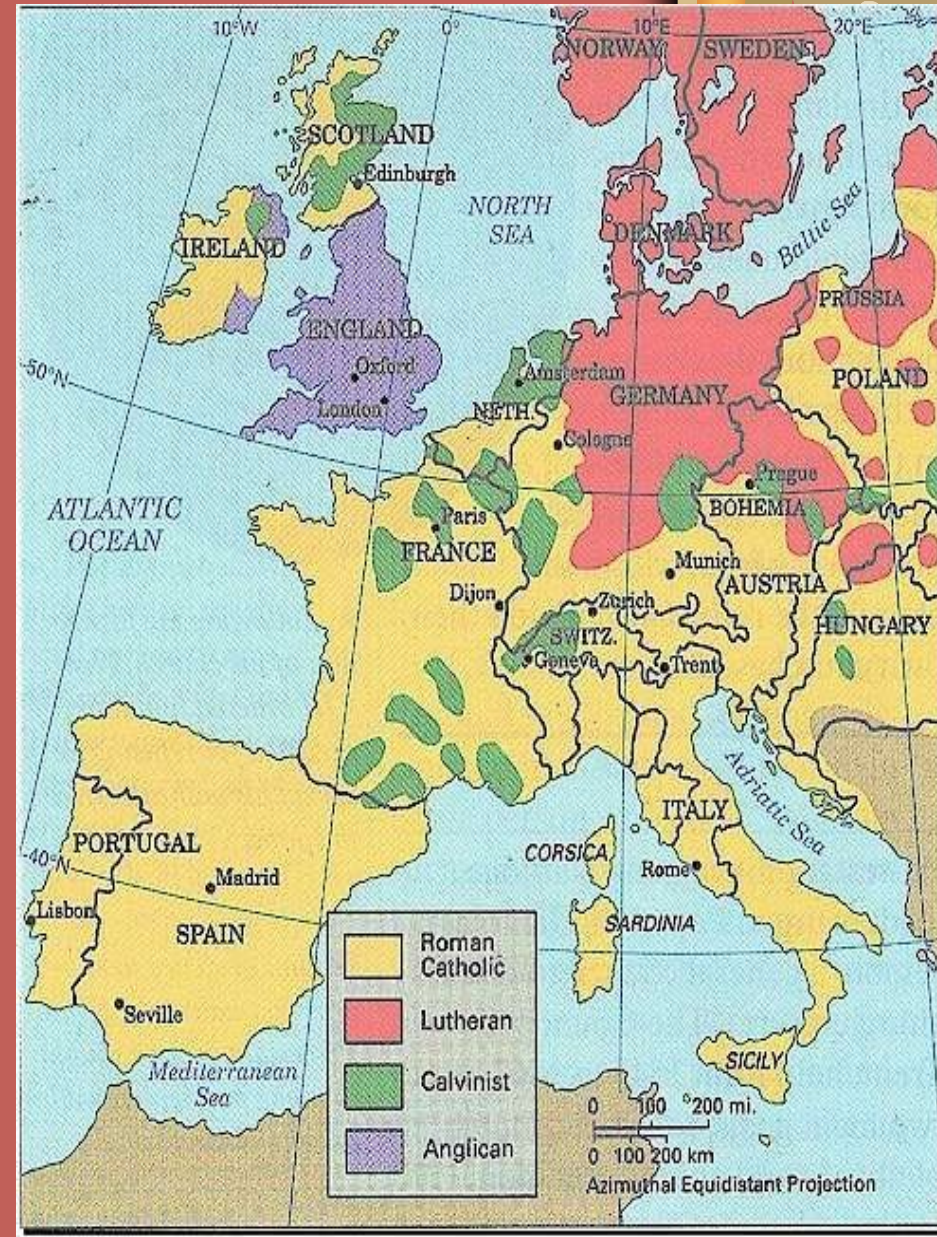 10°W
0°
10°E
20°E
NORWAY
SWEDEN
SCOTLAND
Edinburgh
NORTH
SEA
IRELAND
DENMARK
Baltic Sea
PRUSSIA
ENGLAND
50°N
Oxford
London
Amsterdam
GERMANY
POLAND
NETH.
Cologne
Prague
BOHEMIA
ATLANTIC
OCEAN
Paris
FRANCE
Munich
AUSTRIA
Dijon
Zurich
SWITZ.
HUNGARY
Geneva
Trent
Adriatic Sea
PORTUGAL
ITALY
40°N
CORSICA
Madrid
Rome
Lisbon
SPAIN
SARDINIA
Seville
Mediterranean
Sea
SICILY
Roman
Catholic
Lutheran
Calvinist
Anglican
0 100 200 mi.
0 100 200 km
Azimuthal Equidistant Projection